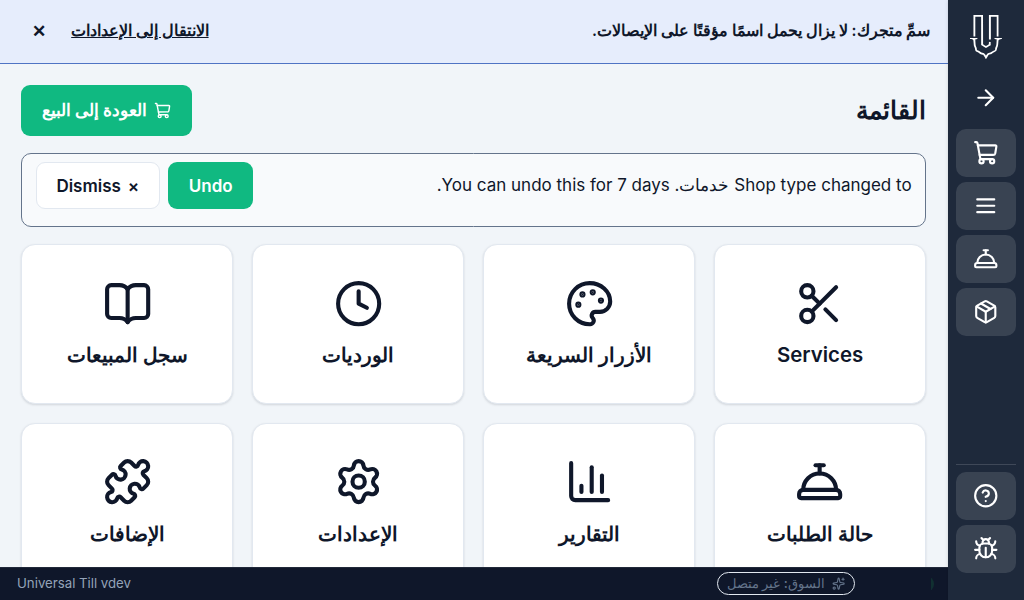 سمِّ متجرك: لا يزال يحمل اسمًا مؤقتًا على الإيصالات.
الانتقال إلى الإعدادات ×
القائمة
العودة إلى البيع
Shop type changed to خدمات. You can undo this for 7 days.
Undo
× Dismiss
Services
الأزرار السريعة
الورديات
سجل المبيعات
حالة الطلبات
التقارير
الإعدادات
الإضافات
السوق: غير متصل
Universal Till vdev